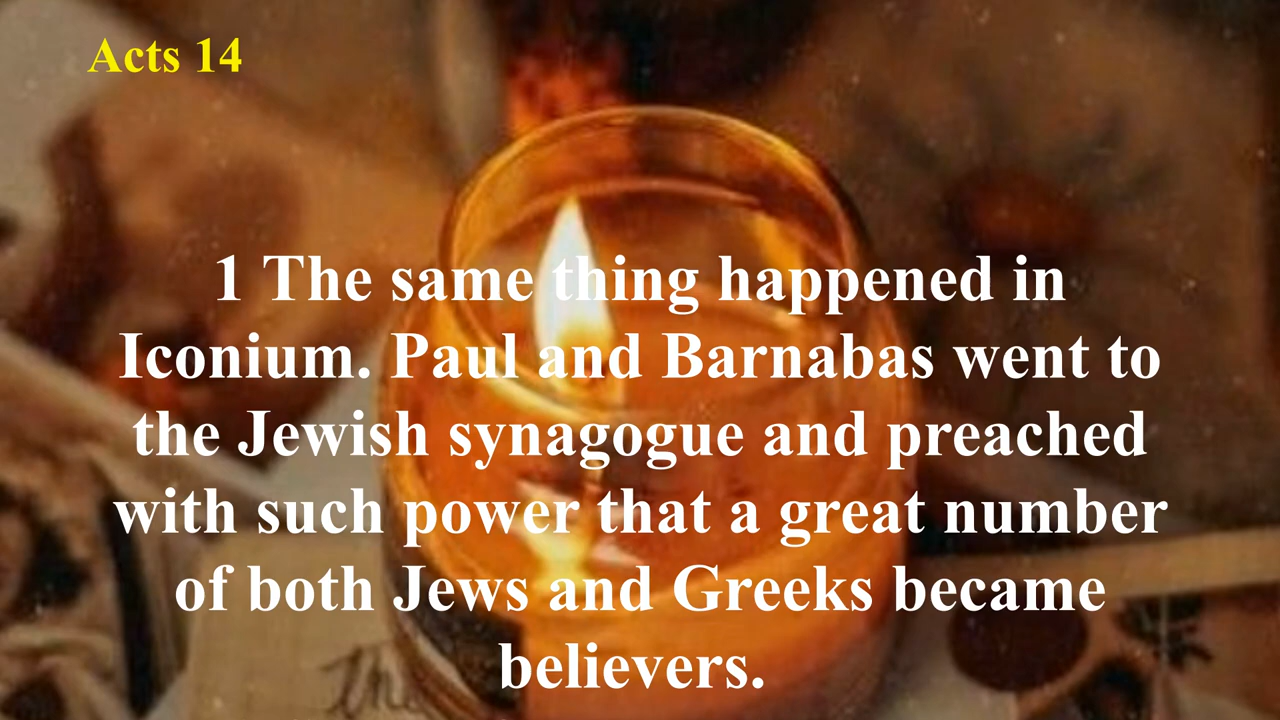 Acts 14
1 The same thing happened in
Iconium. Paul and Barnabas went to
the Jewish synagogue and preached
with such power that a great number
of both Jews and Greeks became
believers.
The